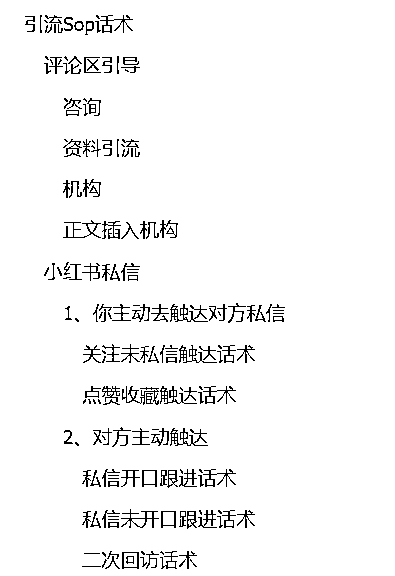 引流Sop话术
评论区引导
咨询
资料引流
机构
正文插入机构
小红书私信
1、你主动去触达对方私信
关注未私信触达话术
点赞收藏触达话术
2、对方主动触达
私信开口跟进话术
私信未开口跟进话术
二次回访话术